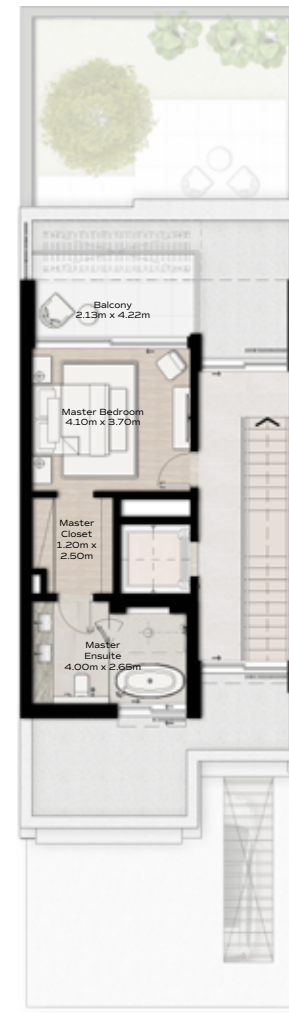 Balcony
2.13m x 4.22m
Master Bedroom
4.10m x 3.70m
Master
Closet
1.20m x
2.50m
Master
Ensuite
4.00m x 2.65m